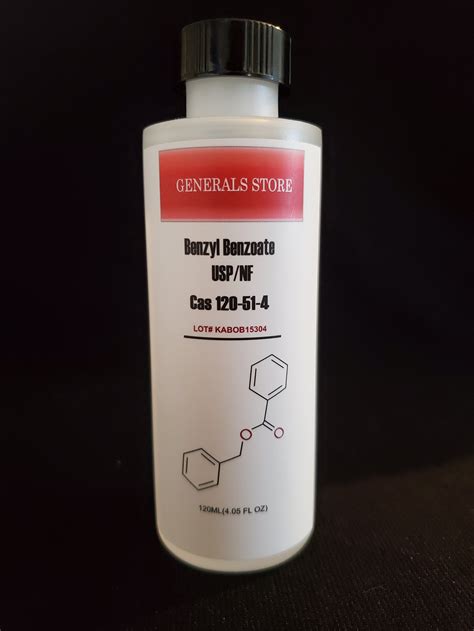 GENERALS STORE
Benzyl Benzoate
USP/NF
Cas 120-51-4
LOT# KABOB15304
O
O
120ML(4.05 FL OZ)